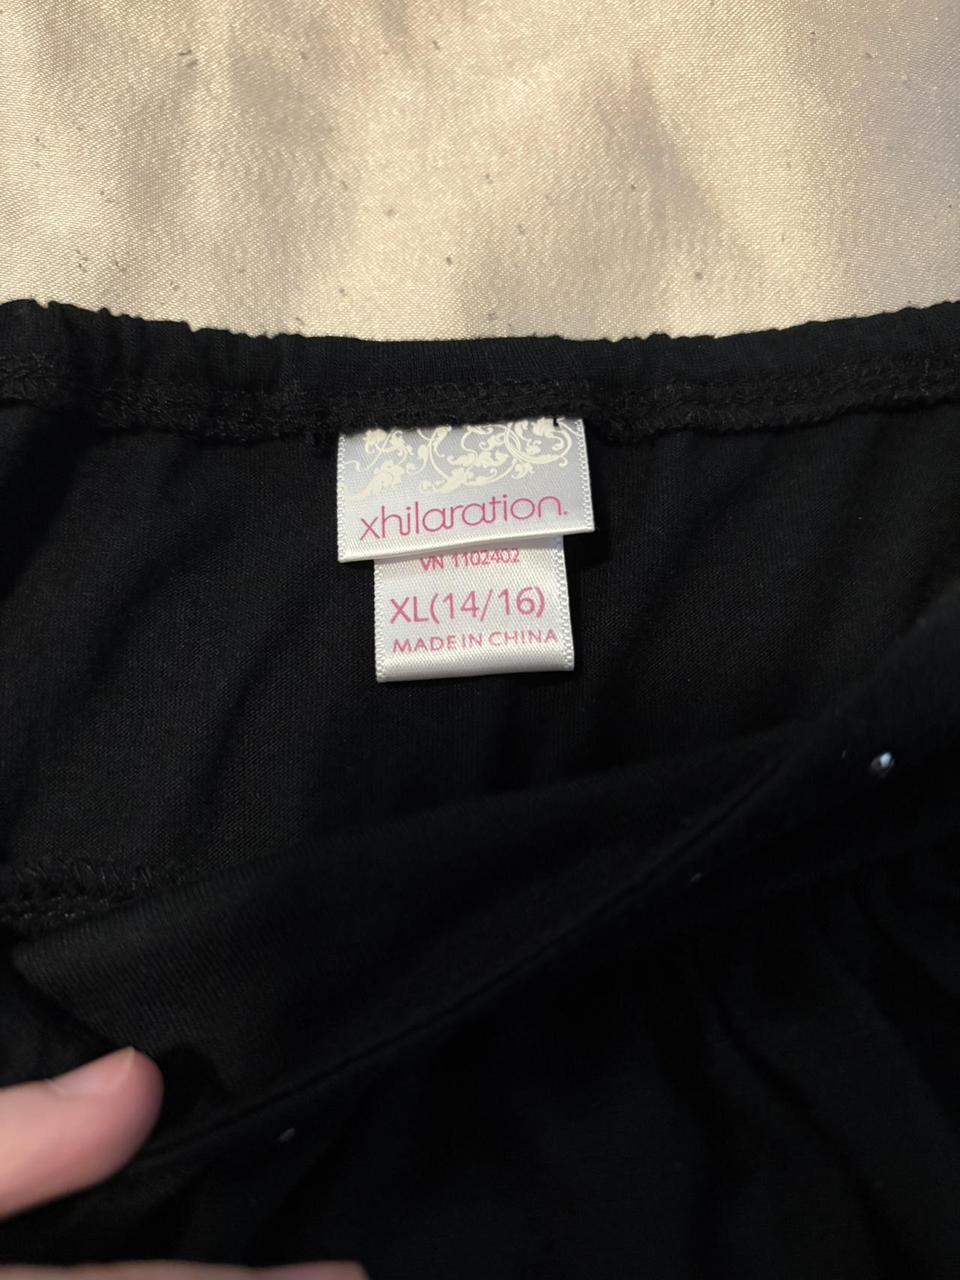 xhilaration.
VN 1102402
XL(14/16)
MADE IN CHINA